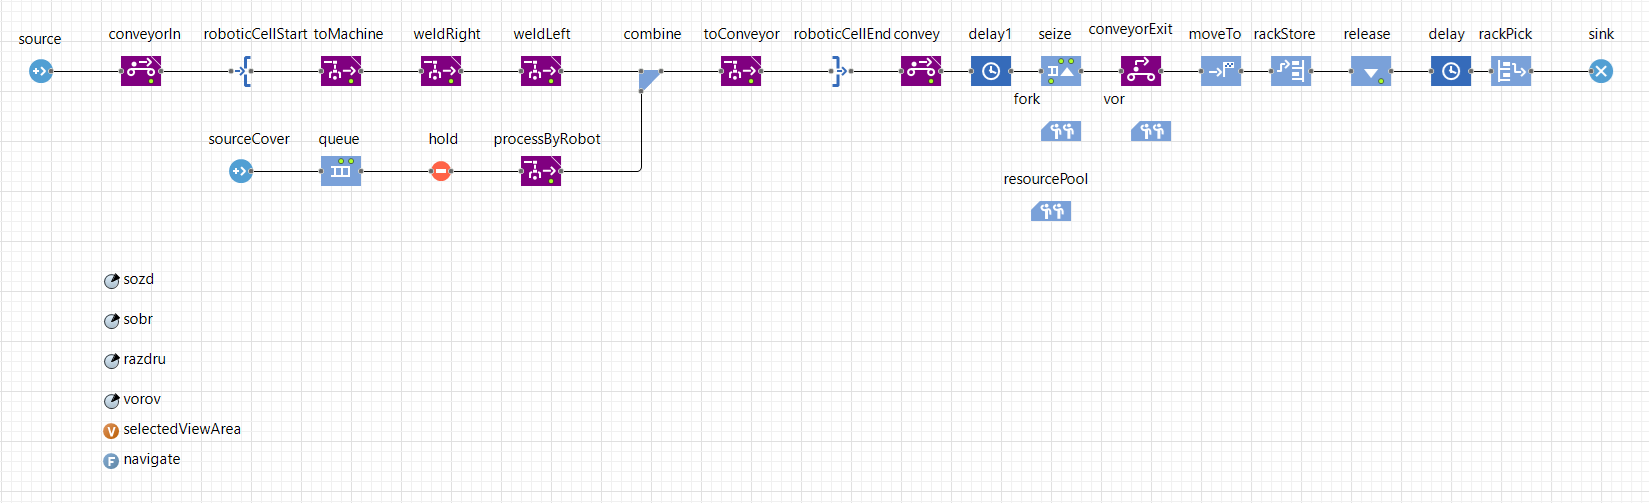 source conveyorIn roboticCellStart toMachine weldRight weldLeft combine toConveyor roboticCellEnd convey delay1 seize conveyorExit moveTo rackStore release delay rackPick sink
fork vor
sourceCover queue hold processByRobot
resourcePool
sozd
sobr
razdru
vorov
V selectedViewArea
F navigate